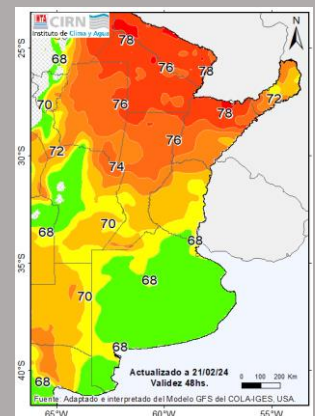 INTA CIRN
Instituto de Clima y Agua
N
25°S
30°S
35°S
40°S
68
78
76
78
70
76
72
78
72
76
74
70
68
68
68
70
68
68
Actualizado a 21/02/24
Validez 48hs.
0 100 200 Km
Fuente: Adaptado e interpretado del Modelo GFS del COLA-IGES, USA.
65°W 60°W 55°W